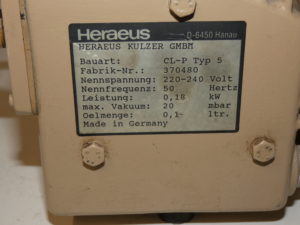 Heraeus D-6450 Hanau
HERAEUS KULZER GMBH
Bauart: CL-P Typ 5
Fabrik-Nr.: 370480
Nennspannung: 220-240 Volt
Nennfrequenz: 50 Hertz
Leistung: 0,18 kW
max. Vakuum: 20 mbar
Oelmenge: 0,1- ltr.
Made in Germany